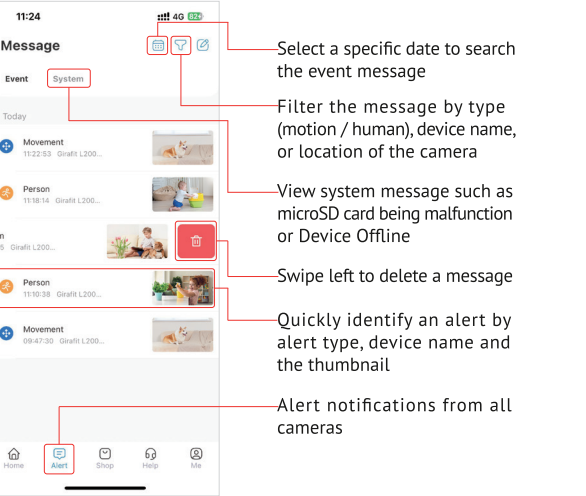 11:24
4G 82
Message
Event System
Today
Movement
11:22:53 Girafit L200...
Person
11:18:14 Girafit L200...
n
5 Girafit L200...
Person
11:10:38 Girafit L200...
Movement
09:47:30 Girafit L200...
Home Alert Shop Help Me
Select a specific date to search
the event message
Filter the message by type
(motion / human), device name,
or location of the camera
View system message such as
microSD card being malfunction
or Device Offline
Swipe left to delete a message
Quickly identify an alert by
alert type, device name and
the thumbnail
Alert notifications from all
cameras